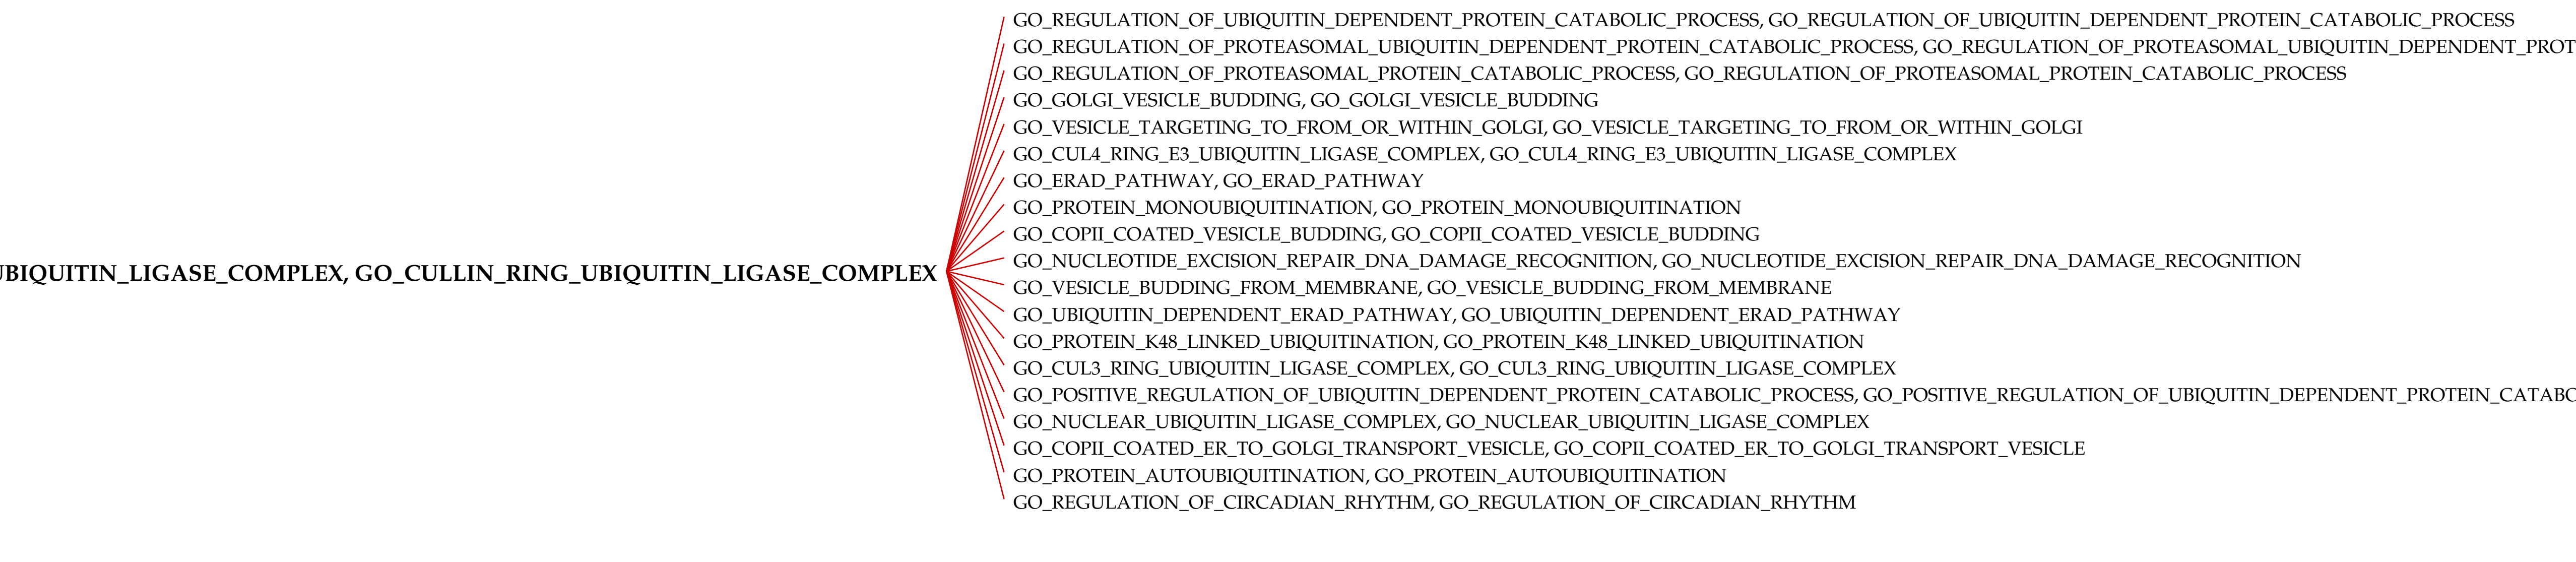 GO_REGULATION_OF_UBIQUITIN_DEPENDENT_PROTEIN_CATABOLIC_PROCESS, GO_REGULATION_OF_UBIQUITIN_DEPENDENT_PROTEIN_CATABOLIC_PROCESS
GO_REGULATION_OF_PROTEASOMAL_UBIQUITIN_DEPENDENT_PROTEIN_CATABOLIC_PROCESS, GO_REGULATION_OF_PROTEASOMAL_UBIQUITIN_DEPENDENT_PROT
GO_REGULATION_OF_PROTEASOMAL_PROTEIN_CATABOLIC_PROCESS, GO_REGULATION_OF_PROTEASOMAL_PROTEIN_CATABOLIC_PROCESS
GO_GOLGI_VESICLE_BUDDING, GO_GOLGI_VESICLE_BUDDING
GO_VESICLE_TARGETING_TO_FROM_OR_WITHIN_GOLGI, GO_VESICLE_TARGETING_TO_FROM_OR_WITHIN_GOLGI
GO_CUL4_RING_E3_UBIQUITIN_LIGASE_COMPLEX, GO_CUL4_RING_E3_UBIQUITIN_LIGASE_COMPLEX
GO_ERAD_PATHWAY, GO_ERAD_PATHWAY
GO_PROTEIN_MONOUBIQUITINATION, GO_PROTEIN_MONOUBIQUITINATION
GO_COPII_COATED_VESICLE_BUDDING, GO_COPII_COATED_VESICLE_BUDDING
GO_NUCLEOTIDE_EXCISION_REPAIR_DNA_DAMAGE_RECOGNITION, GO_NUCLEOTIDE_EXCISION_REPAIR_DNA_DAMAGE_RECOGNITION
UBIQUITIN_LIGASE_COMPLEX, GO_CULLIN_RING_UBIQUITIN_LIGASE_COMPLEX
GO_VESICLE_BUDDING_FROM_MEMBRANE, GO_VESICLE_BUDDING_FROM_MEMBRANE
GO_UBIQUITIN_DEPENDENT_ERAD_PATHWAY, GO_UBIQUITIN_DEPENDENT_ERAD_PATHWAY
GO_PROTEIN_K48_LINKED_UBIQUITINATION, GO_PROTEIN_K48_LINKED_UBIQUITINATION
GO_CUL3_RING_UBIQUITIN_LIGASE_COMPLEX, GO_CUL3_RING_UBIQUITIN_LIGASE_COMPLEX
GO_POSITIVE_REGULATION_OF_UBIQUITIN_DEPENDENT_PROTEIN_CATABOLIC_PROCESS, GO_POSITIVE_REGULATION_OF_UBIQUITIN_DEPENDENT_PROTEIN_CATABO
GO_NUCLEAR_UBIQUITIN_LIGASE_COMPLEX, GO_NUCLEAR_UBIQUITIN_LIGASE_COMPLEX
GO_COPII_COATED_ER_TO_GOLGI_TRANSPORT_VESICLE, GO_COPII_COATED_ER_TO_GOLGI_TRANSPORT_VESICLE
GO_PROTEIN_AUTOUBIQUITINATION, GO_PROTEIN_AUTOUBIQUITINATION
GO_REGULATION_OF_CIRCADIAN_RHYTHM, GO_REGULATION_OF_CIRCADIAN_RHYTHM